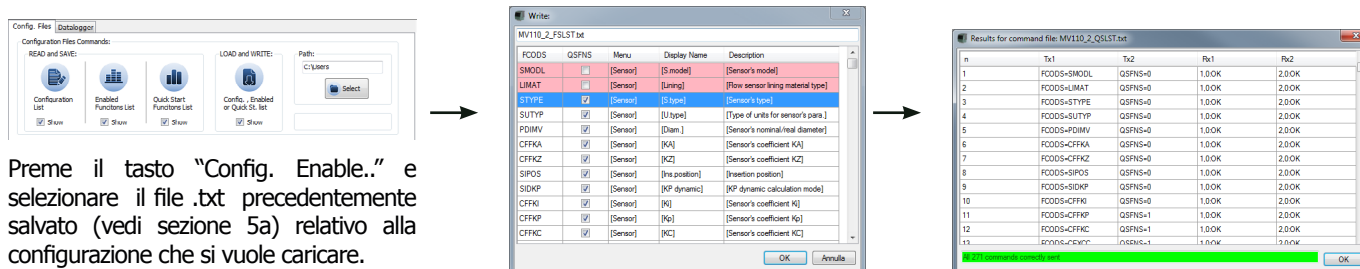 Config. Files Datalogger
Configuration Files Commands:
READ and SAVE:
LOAD and WRITE:
Path:
C:\Users
Select
Configuration List
Enabled Funcitons List
Quick Start Functions List
Config. , Enabled or Quick St. list
Show
Show
Show
Show
Preme il tasto “Config. Enable..” e
selezionare il file .txt precedentemente
salvato (vedi sezione 5a) relativo alla
configurazione che si vuole caricare.
Write:
MV110_2_FSLST.txt
FCODS QSFNS Menu Display Name Description
SMODL [Sensor] [S.model] [Sensor's model]
LIMAT [Sensor] [Lining] [Flow sensor lining material type]
STYPE [Sensor] [S.type] [Sensor's type]
SUTYP [Sensor] [U.type] [Type of units for sensor's para.]
PDIMV [Sensor] [Diam.] [Sensor's nominal/real diameter]
CFFKA [Sensor] [KA] [Sensor's coefficient KA]
CFFKZ [Sensor] [KZ] [Sensor's coefficient KZ]
SIPOS [Sensor] [Ins.position] [Insertion position]
SIDKP [Sensor] [KP dynamic] [KP dynamic calculation mode]
CFFKI [Sensor] [Ki] [Sensor's coefficient Ki]
CFFKP [Sensor] [Kp] [Sensor's coefficient Kp]
CFFKC [Sensor] [KC] [Sensor's coefficient KC]
OK Annulla
Results for command file: MV110_2_QSLST.txt
n Tx1 Tx2 Rx1 Rx2
1 FCODS=SMODL QSFNS=0 1,0:OK 2,0:OK
2 FCODS=LIMAT QSFNS=0 1,0:OK 2,0:OK
3 FCODS=STYPE QSFNS=0 1,0:OK 2,0:OK
4 FCODS=SUTYP QSFNS=0 1,0:OK 2,0:OK
5 FCODS=PDIMV QSFNS=0 1,0:OK 2,0:OK
6 FCODS=CFFKA QSFNS=0 1,0:OK 2,0:OK
7 FCODS=CFFKZ QSFNS=0 1,0:OK 2,0:OK
8 FCODS=SIPOS QSFNS=0 1,0:OK 2,0:OK
9 FCODS=SIDKP QSFNS=0 1,0:OK 2,0:OK
10 FCODS=CFFKI QSFNS=0 1,0:OK 2,0:OK
11 FCODS=CFFKP QSFNS=1 1,0:OK 2,0:OK
12 FCODS=CFFKC QSFNS=1 1,0:OK 2,0:OK
13 QSFNS=1 1,0:OK 2,0:OK
All 271 commands correctly sent
OK